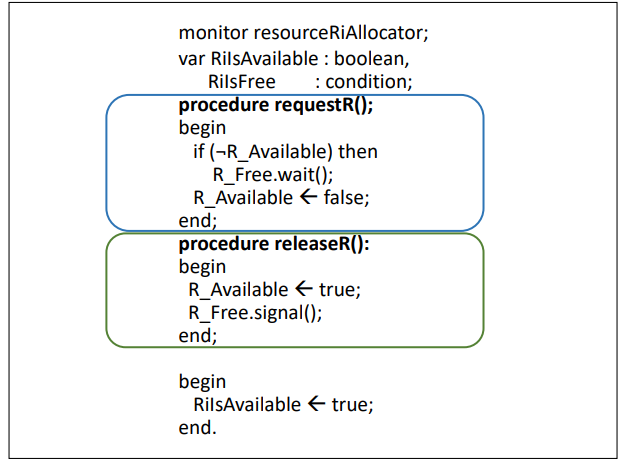 monitor resourceRiAllocator;
var RiIsAvailable : boolean,
RiIsFree : condition;
procedure requestR();
begin
if (¬R_Available) then
R_Free.wait();
R_Available ← false;
end;
procedure releaseR():
begin
R_Available ← true;
R_Free.signal();
end;
begin
RiIsAvailable ← true;
end.